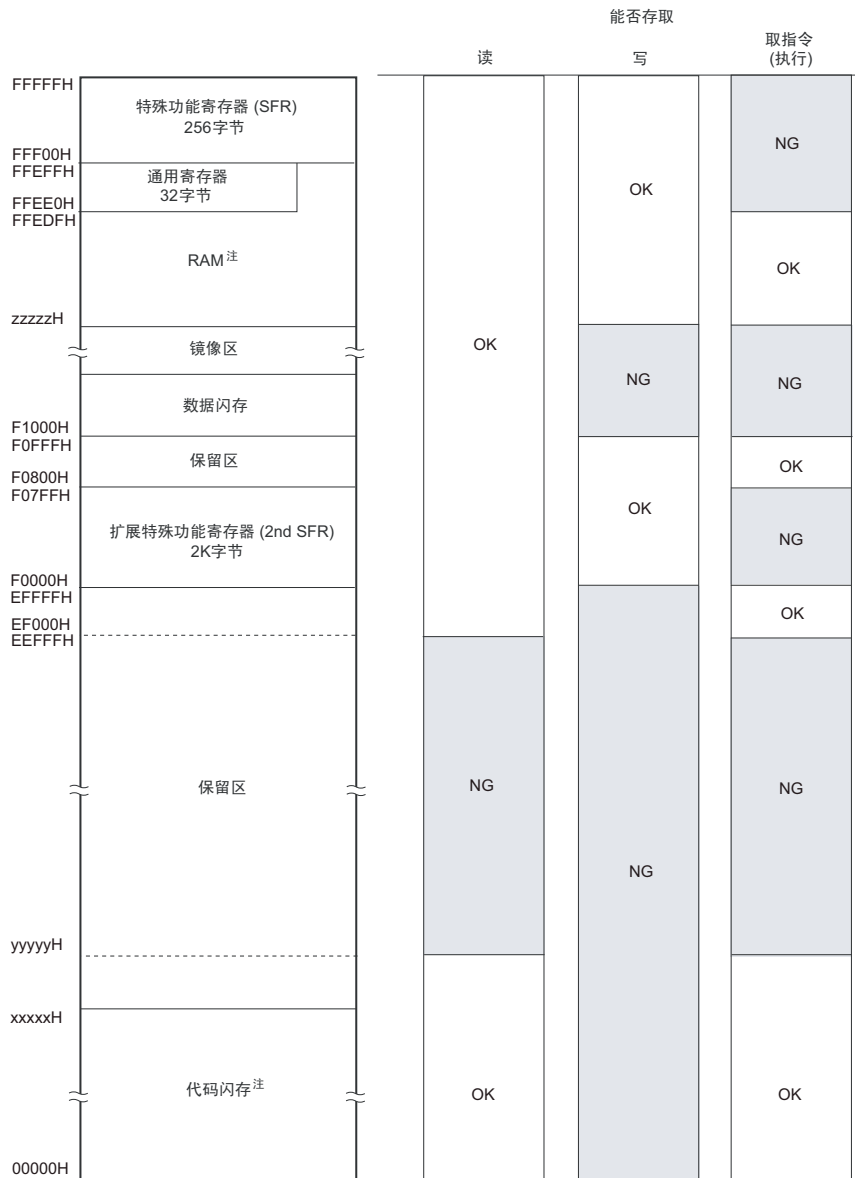 能否存取
读
写
取指令
(执行)
FFFFFH
特殊功能寄存器 (SFR)
256字节
NG
FFF00H
FFEFFH
通用寄存器
32字节
OK
FFEE0H
FFEDFH
RAM注
OK
zzzzzH
镜像区
OK
NG
NG
数据闪存
F1000H
F0FFFH
保留区
OK
F0800H
F07FFH
OK
扩展特殊功能寄存器 (2nd SFR)
2K字节
NG
F0000H
EFFFFH
OK
EF000H
EEFFFH
保留区
NG
NG
NG
yyyyyH
xxxxxH
代码闪存注
OK
OK
00000H